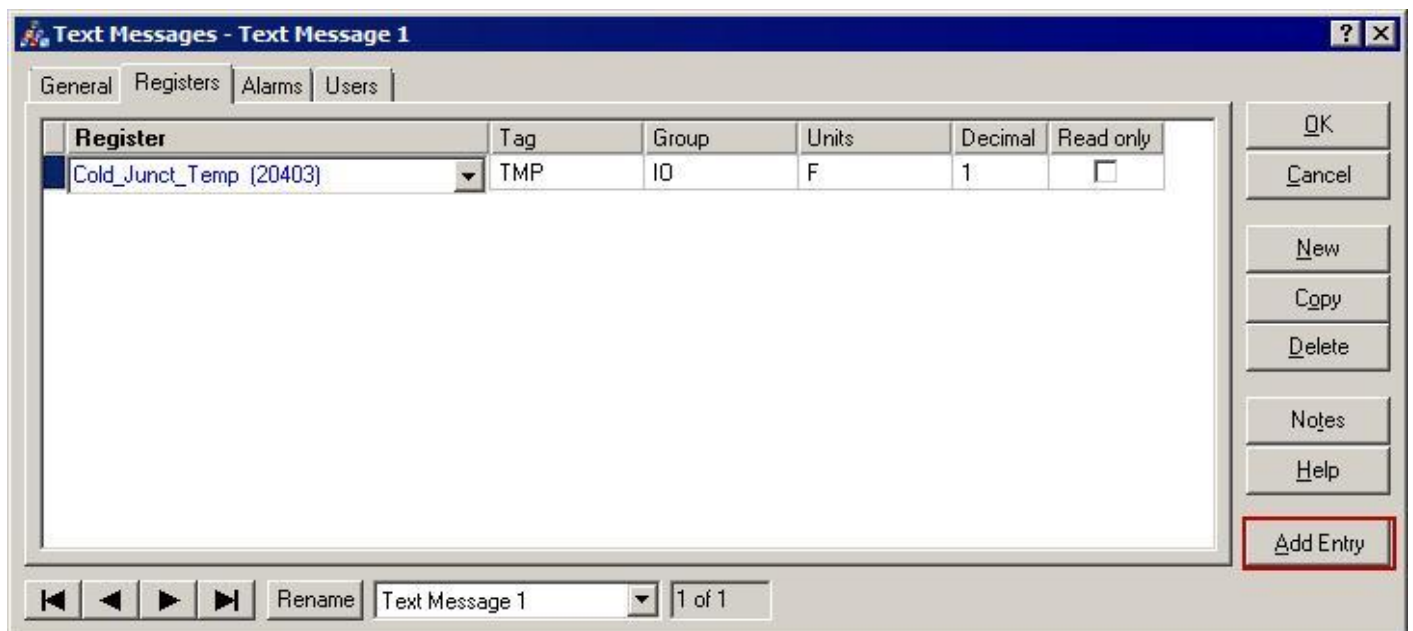 Text Messages - Text Message 1
General Registers Alarms Users
Register Tag Group Units Decimal Read only
Cold_Junct_Temp (20403) TMP IO F 1
OK
Cancel
New
Copy
Delete
Notes
Help
Add Entry
Rename Text Message 1 1 of 1